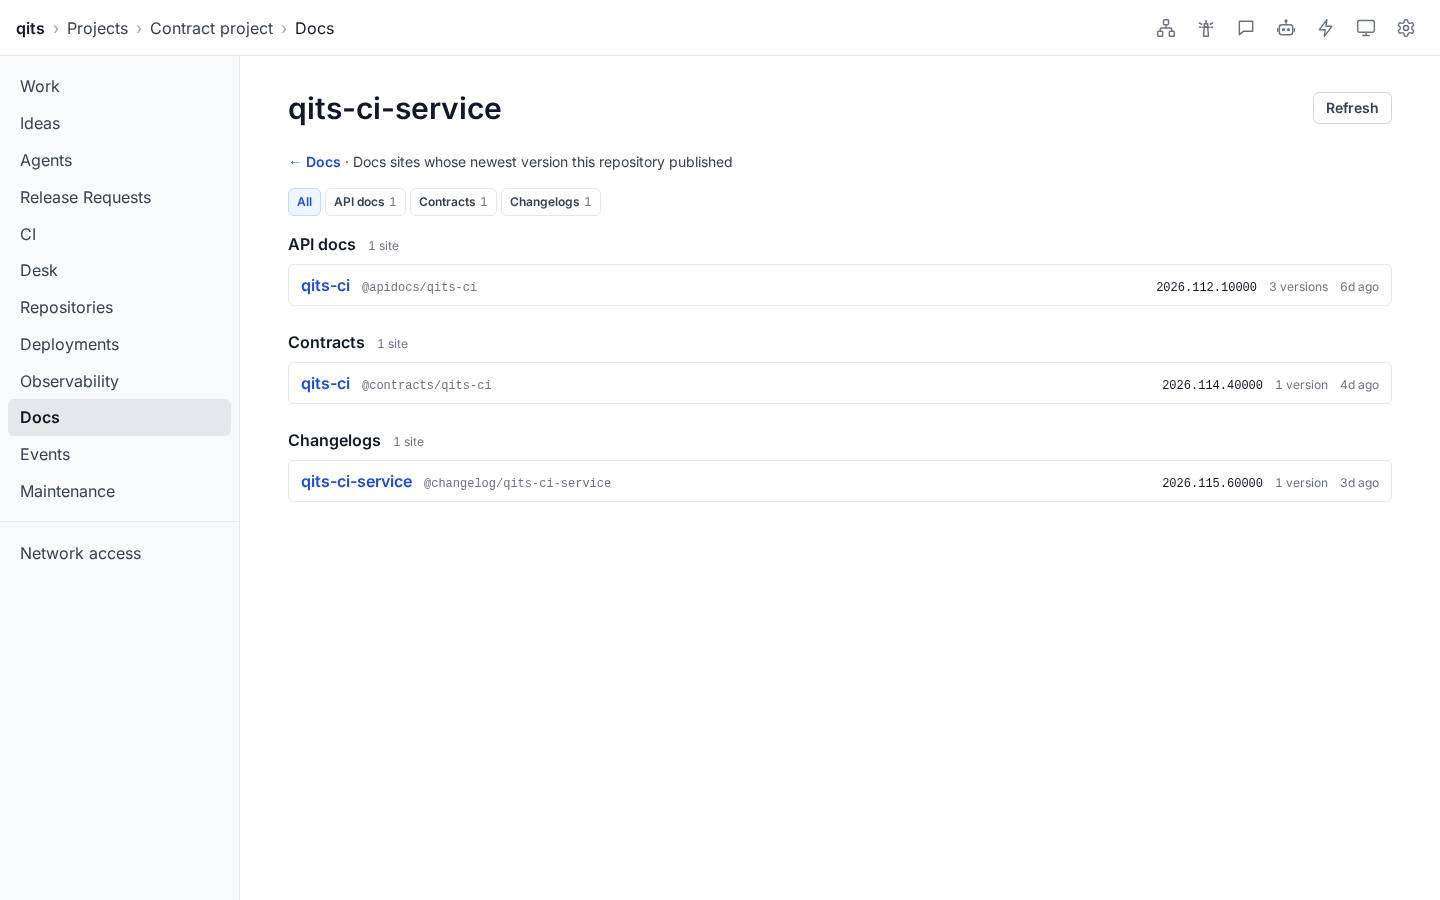 qits › Projects › Contract project › Docs
Work
Ideas
Agents
Release Requests
CI
Desk
Repositories
Deployments
Observability
Docs
Events
Maintenance
Network access
qits-ci-service
Refresh
← Docs · Docs sites whose newest version this repository published
All
API docs 1
Contracts 1
Changelogs 1
API docs 1 site
qits-ci @apidocs/qits-ci 2026.112.10000 3 versions 6d ago
Contracts 1 site
qits-ci @contracts/qits-ci 2026.114.40000 1 version 4d ago
Changelogs 1 site
qits-ci-service @changelog/qits-ci-service 2026.115.60000 1 version 3d ago